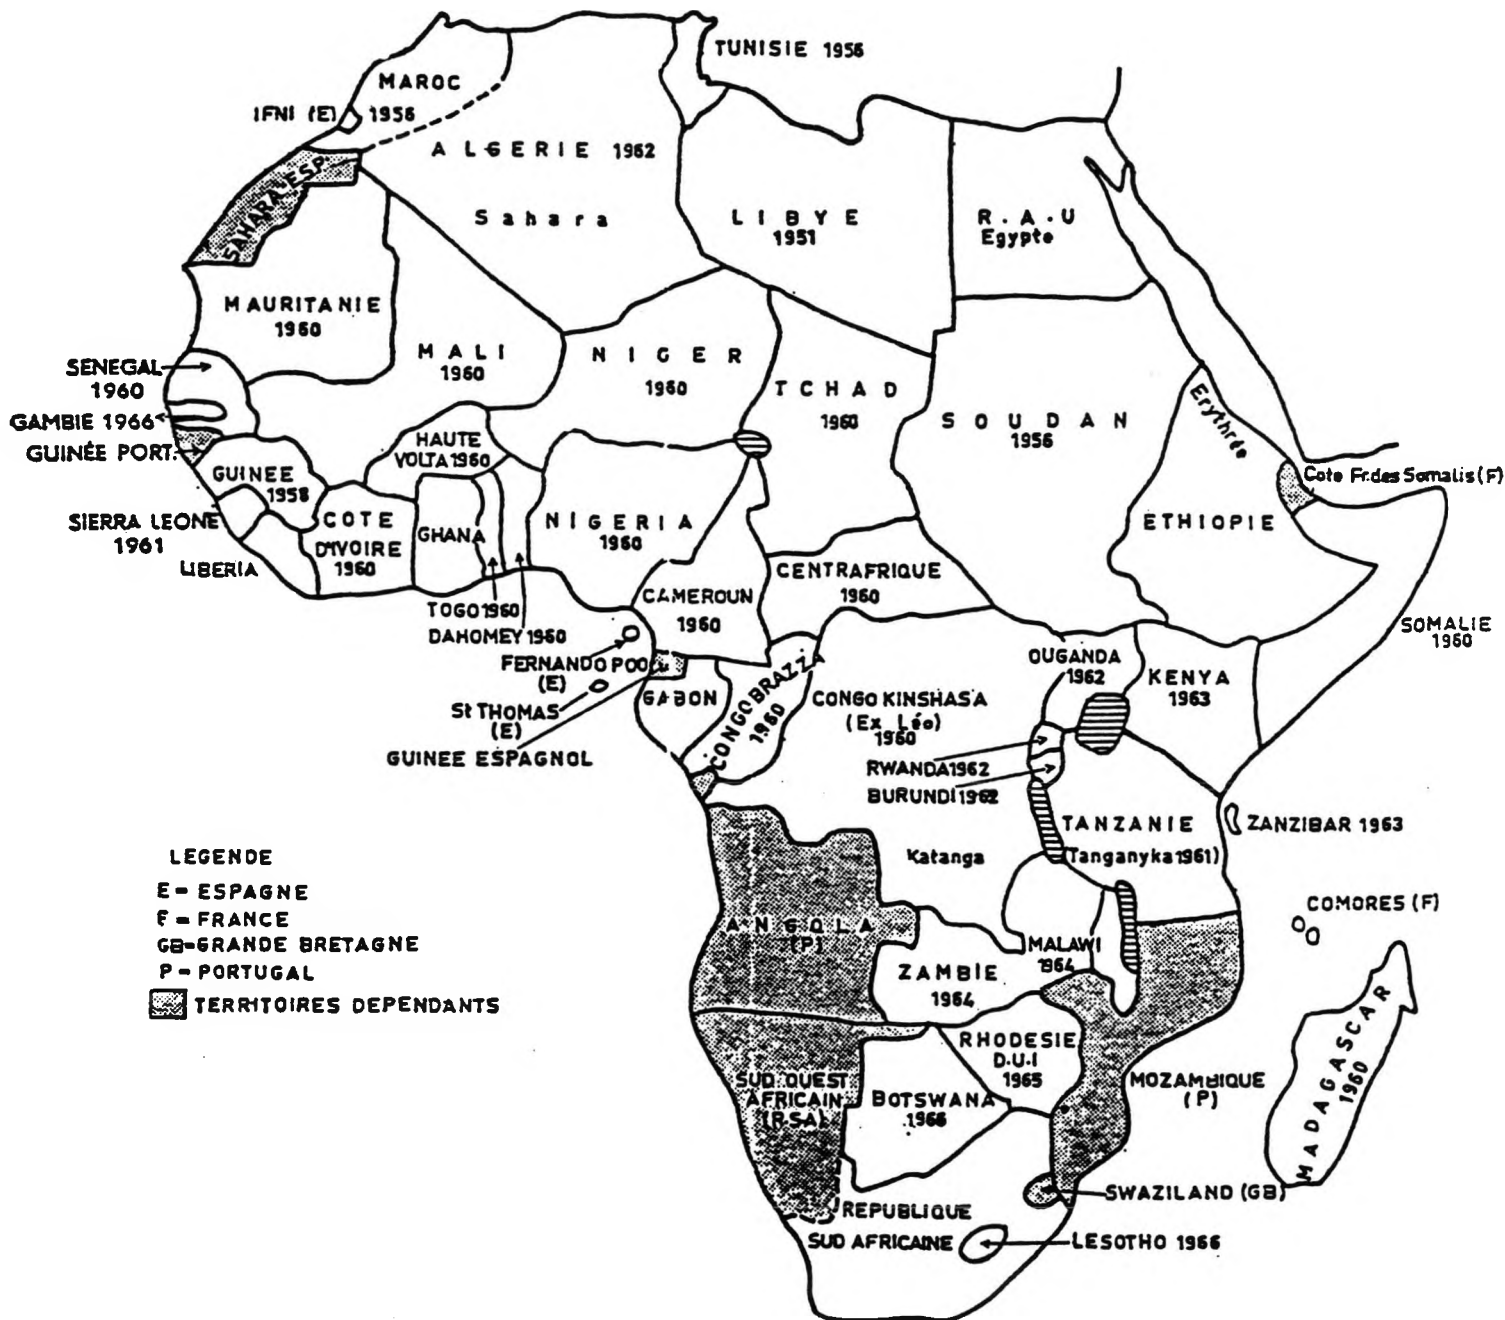 TUNISIE 1956
MAROC
1956
IFNI (E)
ALGERIE 1962
Sahara
SAHARA ESP.
LIBYE
1951
R.A.U
Egypte
MAURITANIE
1960
MALI
1960
NIGER
1960
TCHAD
1960
SOUDAN
1956
Erythrée
Cote Fr.des Somalis (F)
ETHIOPIE
SOMALIE
1960
SENEGAL
1960
GAMBIE 1966
GUINÉE PORT.
GUINEE
1958
SIERRA LEONE
1961
LIBERIA
COTE
D'IVOIRE
1960
HAUTE
VOLTA 1960
GHANA
TOGO 1960
DAHOMEY 1960
NIGERIA
1960
CAMEROUN
1960
CENTRAFRIQUE
1960
FERNANDO POO
(E)
St THOMAS
(E)
GUINEE ESPAGNOL
GABON
CONGO BRAZZA
1960
CONGO KINSHASA
(Ex. Léo)
1960
OUGANDA
1962
KENYA
1963
RWANDA 1962
BURUNDI 1962
TANZANIE
(Tanganyka 1961)
ZANZIBAR 1963
Katanga
COMORES (F)
ANGOLA
(P)
ZAMBIE
1964
MALAWI
1964
RHODESIE
D.U.I
1965
MOZAMBIQUE
(P)
MADAGASCAR
1960
SUD OUEST
AFRICAIN
(RSA)
BOTSWANA
1966
SWAZILAND (GB)
REPUBLIQUE
SUD AFRICAINE
LESOTHO 1966
LEGENDE
E = ESPAGNE
F = FRANCE
GB = GRANDE BRETAGNE
P = PORTUGAL
TERRITOIRES DEPENDANTS